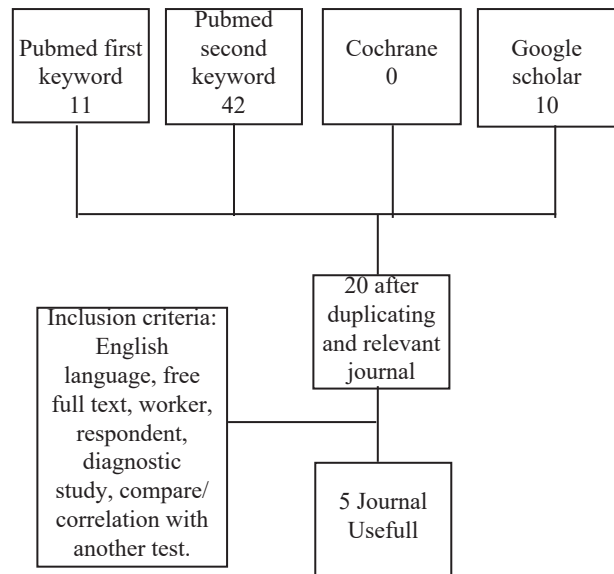 Pubmed first
keyword
11
Pubmed
second
keyword
42
Cochrane
0
Google
scholar
10
20 after
duplicating
and relevant
journal
Inclusion criteria:
English
language, free
full text, worker,
respondent,
diagnostic
study, compare/
correlation with
another test.
5 Journal
Usefull